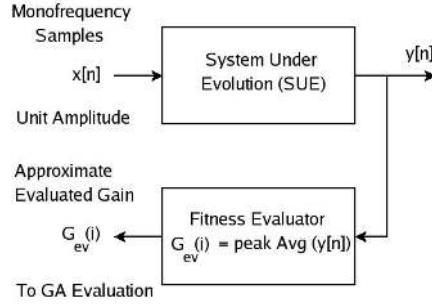 Monofrequency
Samples
x[n]
Unit Amplitude
System Under
Evolution (SUE)
y[n]
Approximate
Evaluated Gain
G_ev(i)
To GA Evaluation
Fitness Evaluator
G_ev(i) = peak Avg (y[n])